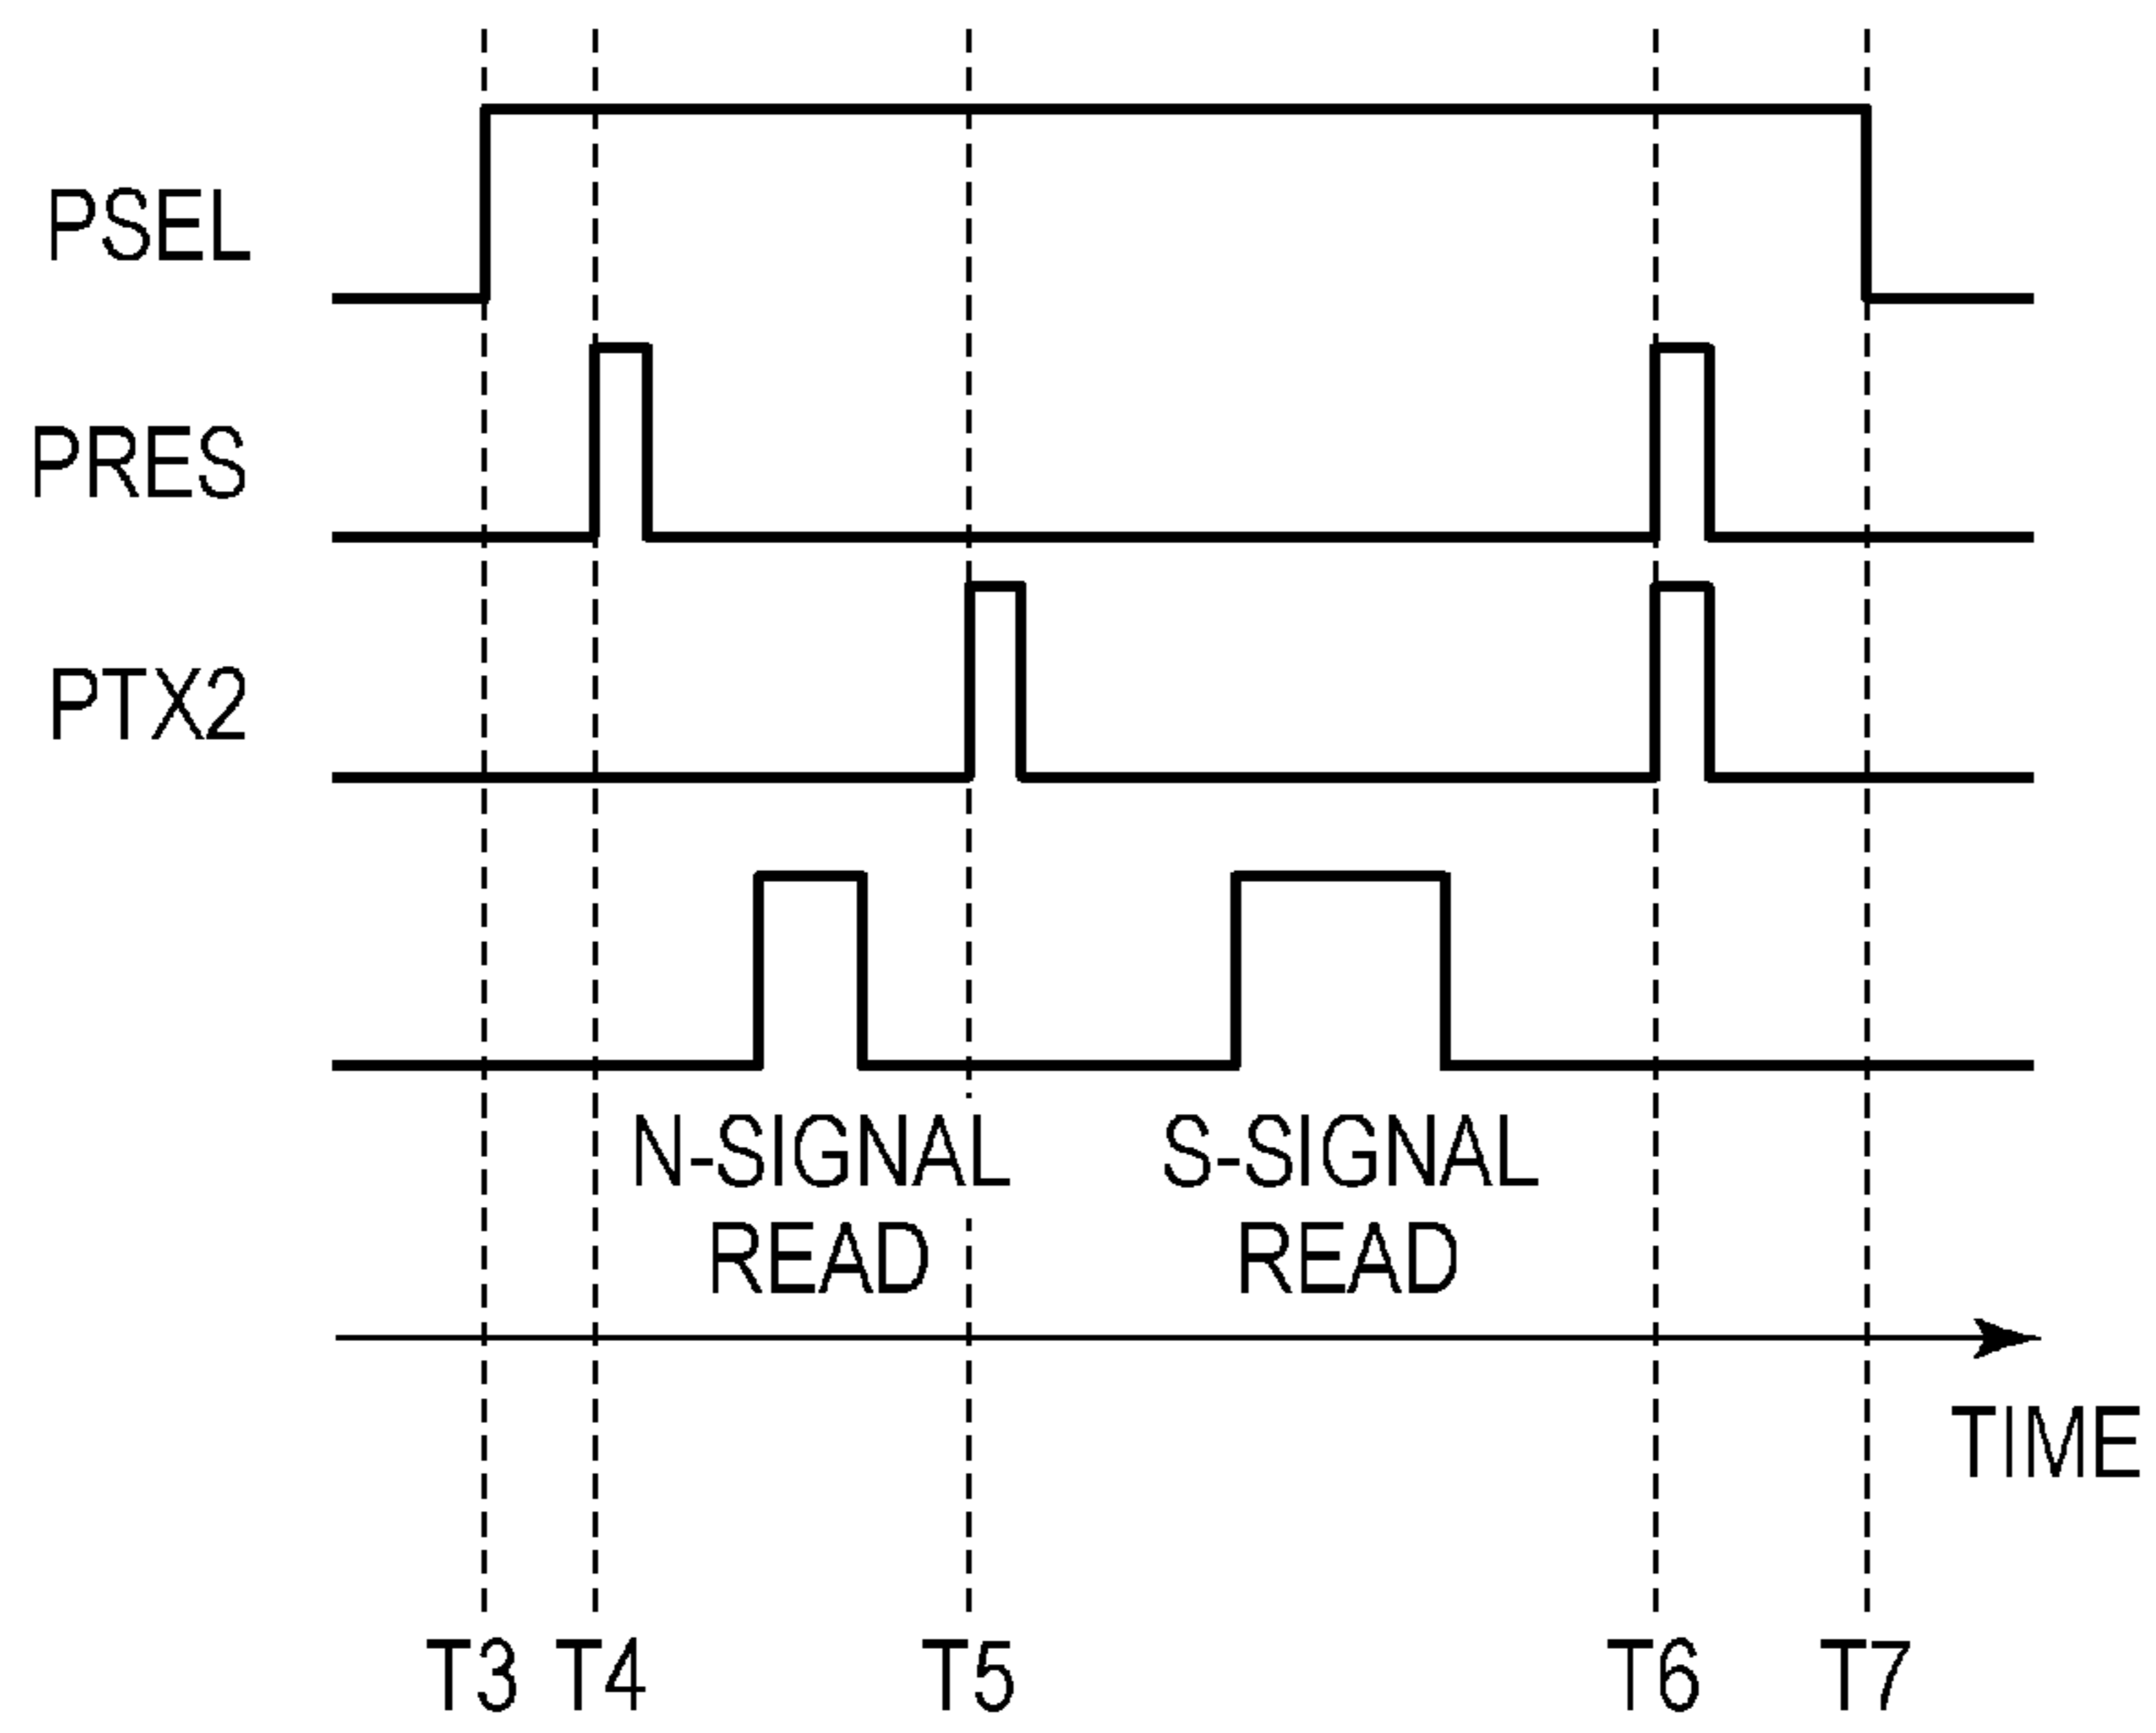 PSEL
PRES
PTX2
N-SIGNAL
READ
S-SIGNAL
READ
TIME
T3
T4
T5
T6
T7